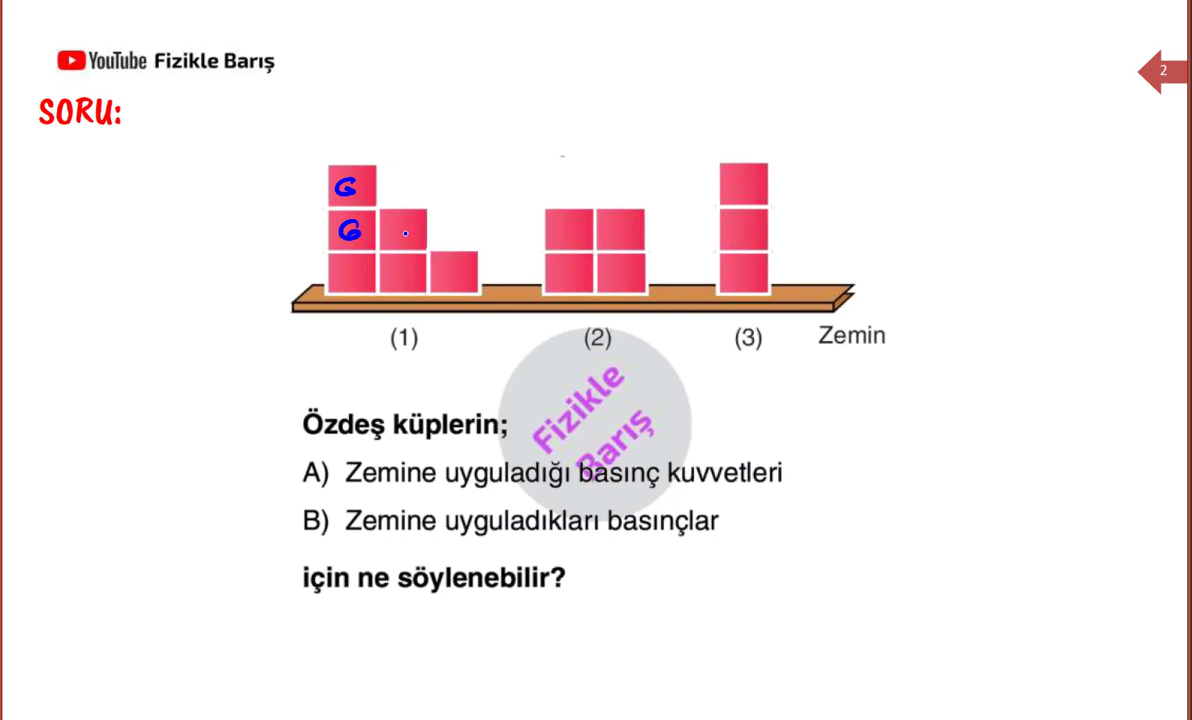 YouTube Fizikle Barış
2
SORU:
G
G
(1) (2) (3) Zemin
Fizikle
Barış
Özdeş küplerin;
A) Zemine uyguladığı basınç kuvvetleri
B) Zemine uyguladıkları basınçlar
için ne söylenebilir?